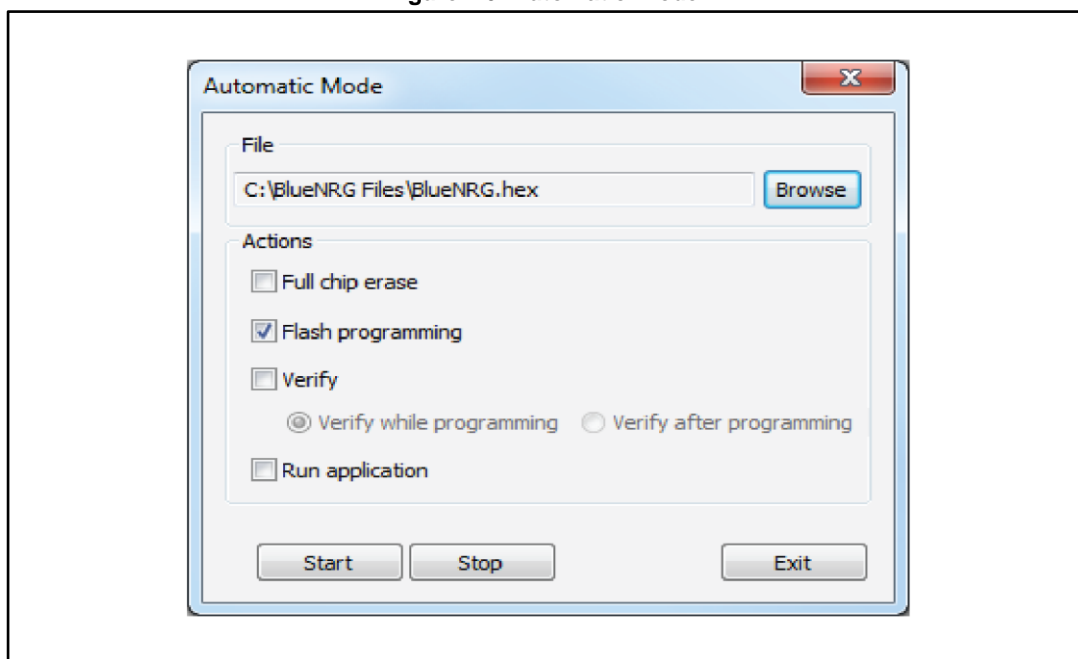 Automatic Mode
File
C:\BlueNRG Files\BlueNRG.hex Browse
Actions
Full chip erase
Flash programming
Verify
Verify while programming Verify after programming
Run application
Start Stop Exit